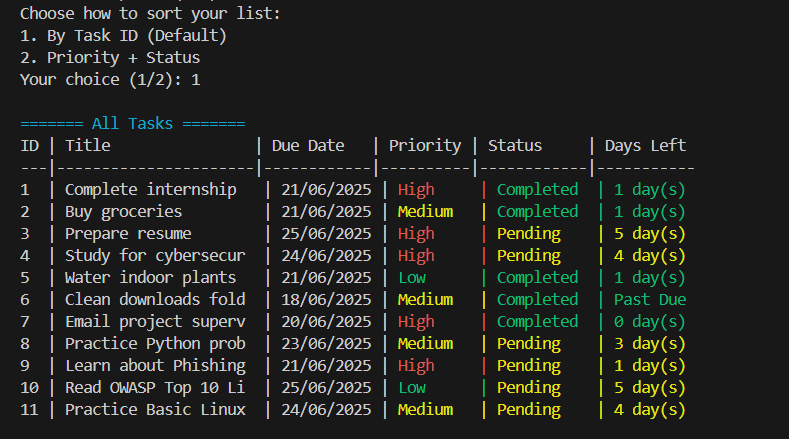 Choose how to sort your list:
1. By Task ID (Default)
2. Priority + Status
Your choice (1/2): 1
======= All Tasks =======
ID | Title                | Due Date   | Priority | Status     | Days Left
---|----------------------|------------|----------|------------|-----------
1  | Complete internship  | 21/06/2025 | High     | Completed  | 1 day(s)
2  | Buy groceries        | 21/06/2025 | Medium   | Completed  | 1 day(s)
3  | Prepare resume       | 25/06/2025 | High     | Pending    | 5 day(s)
4  | Study for cybersecur | 24/06/2025 | High     | Pending    | 4 day(s)
5  | Water indoor plants  | 21/06/2025 | Low      | Completed  | 1 day(s)
6  | Clean downloads fold | 18/06/2025 | Medium   | Completed  | Past Due
7  | Email project superv | 20/06/2025 | High     | Completed  | 0 day(s)
8  | Practice Python prob | 23/06/2025 | Medium   | Pending    | 3 day(s)
9  | Learn about Phishing | 21/06/2025 | High     | Pending    | 1 day(s)
10 | Read OWASP Top 10 Li | 25/06/2025 | Low      | Pending    | 5 day(s)
11 | Practice Basic Linux | 24/06/2025 | Medium   | Pending    | 4 day(s)